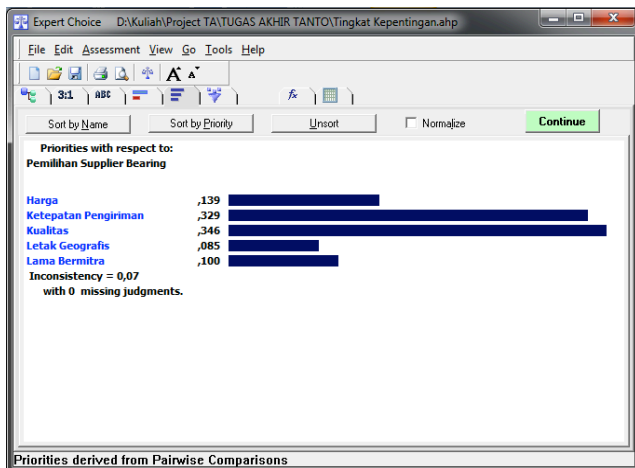 Expert Choice D:\Kuliah\Project TA\TUGAS AKHIR TANTO\Tingkat Kepentingan.ahp
File Edit Assessment View Go Tools Help
3:1 ABC fx
Sort by Name Sort by Priority Unsort Normalize Continue
Priorities with respect to:
Pemilihan Supplier Bearing
Harga ,139
Ketepatan Pengiriman ,329
Kualitas ,346
Letak Geografis ,085
Lama Bermitra ,100
Inconsistency = 0,07
with 0 missing judgments.
Priorities derived from Pairwise Comparisons